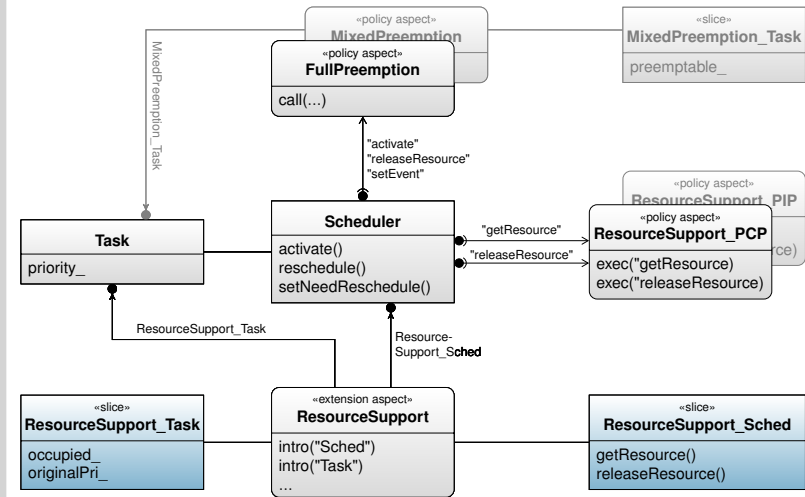 «policy aspect»
MixedPreemption
«slice»
MixedPreemption_Task
preemptable_
«policy aspect»
FullPreemption
call(...)
MixedPreemption_Task
"activate"
"releaseResource"
"setEvent"
«policy aspect»
ResourceSupport_PIP
rce)
Scheduler
activate()
reschedule()
setNeedReschedule()
"getResource"
"releaseResource"
«policy aspect»
ResourceSupport_PCP
exec("getResource)
exec("releaseResource)
Task
priority_
ResourceSupport_Task
Resource-
Support_Sched
«slice»
ResourceSupport_Task
occupied_
originalPri_
«extension aspect»
ResourceSupport
intro("Sched")
intro("Task")
...
«slice»
ResourceSupport_Sched
getResource()
releaseResource()